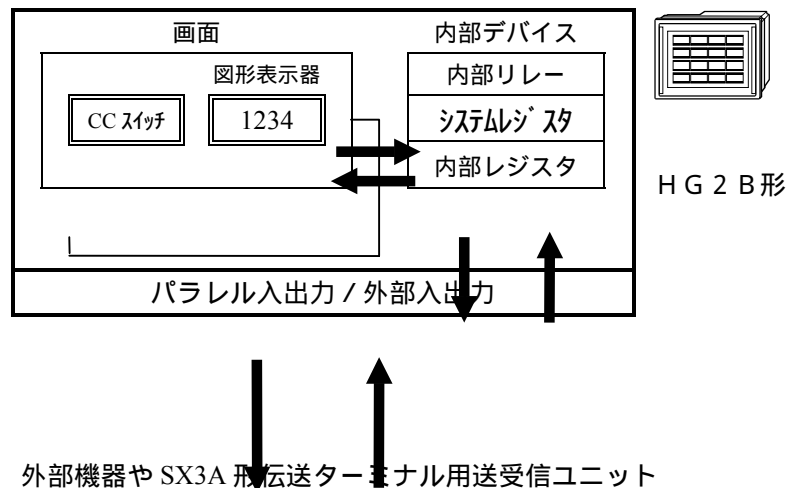 画面
内部デバイス
図形表示器
内部リレー
CC ｽｲｯﾁ
1234
ｼｽﾃﾑﾚｼﾞｽﾀ
内部レジスタ
ＨＧ２Ｂ形
パラレル入出力 / 外部入出力
外部機器や SX3A 形伝送ターミナル用送受信ユニット